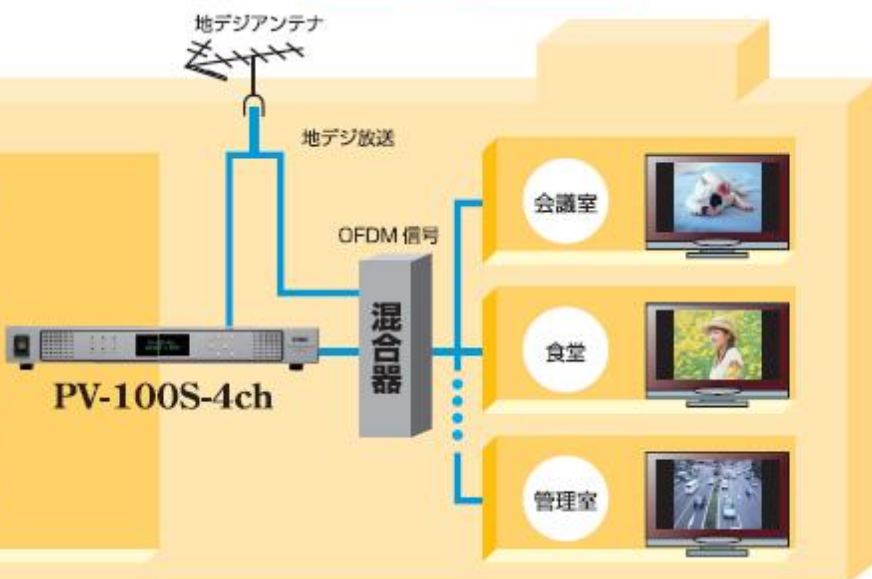 地デジアンテナ
地デジ放送
OFDM 信号
混合器
PV-100S-4ch
会議室
食堂
管理室